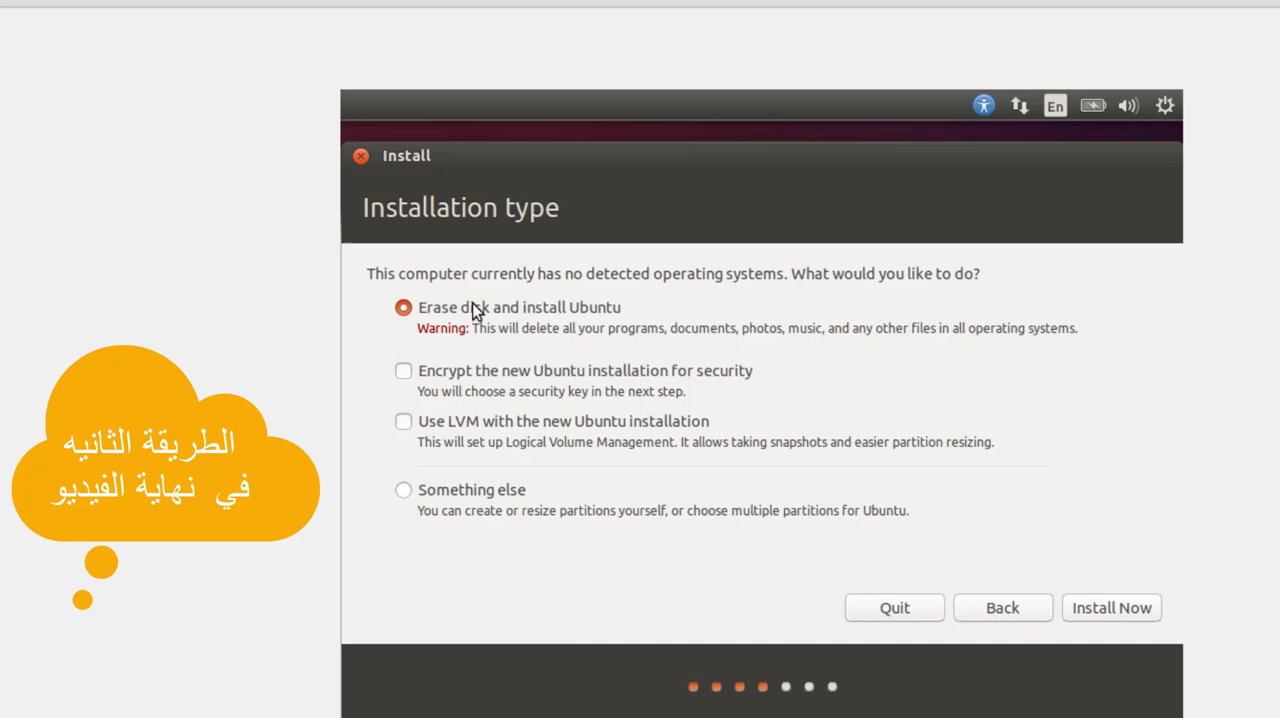 En
Install
Installation type
This computer currently has no detected operating systems. What would you like to do?
Erase disk and install Ubuntu
Warning: This will delete all your programs, documents, photos, music, and any other files in all operating systems.
Encrypt the new Ubuntu installation for security
You will choose a security key in the next step.
Use LVM with the new Ubuntu installation
This will set up Logical Volume Management. It allows taking snapshots and easier partition resizing.
Something else
You can create or resize partitions yourself, or choose multiple partitions for Ubuntu.
الطريقة الثانيه
في نهاية الفيديو
Quit
Back
Install Now